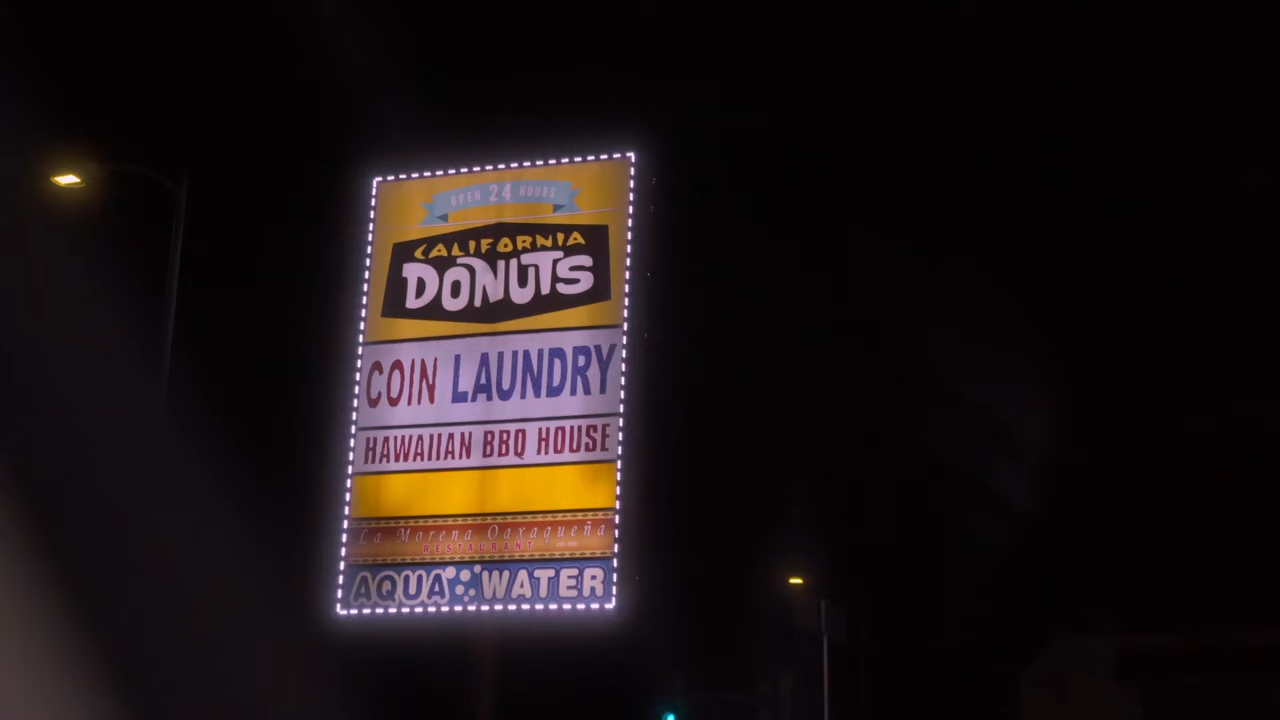 OPEN 24 HOURS
CALIFORNIA
DONUTS
COIN LAUNDRY
HAWAIIAN BBQ HOUSE
La Morena Oaxaqueña
RESTAURANT
AQUA WATER